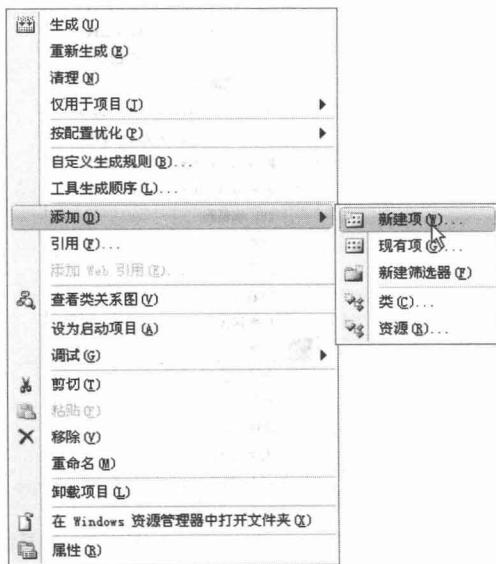 生成(U)
重新生成(E)
清理(N)
仅用于项目(J)
按配置优化(P)
自定义生成规则(B)...
工具生成顺序(L)...
添加(D)
引用(F)...
添加 Web 引用(E)...
查看类关系图(V)
设为启动项目(A)
调试(G)
剪切(T)
粘贴(P)
移除(V)
重命名(M)
卸载项目(L)
在 Windows 资源管理器中打开文件夹(X)
属性(R)
新建项(W)...
现有项(G)...
新建筛选器(F)
类(C)...
资源(R)...